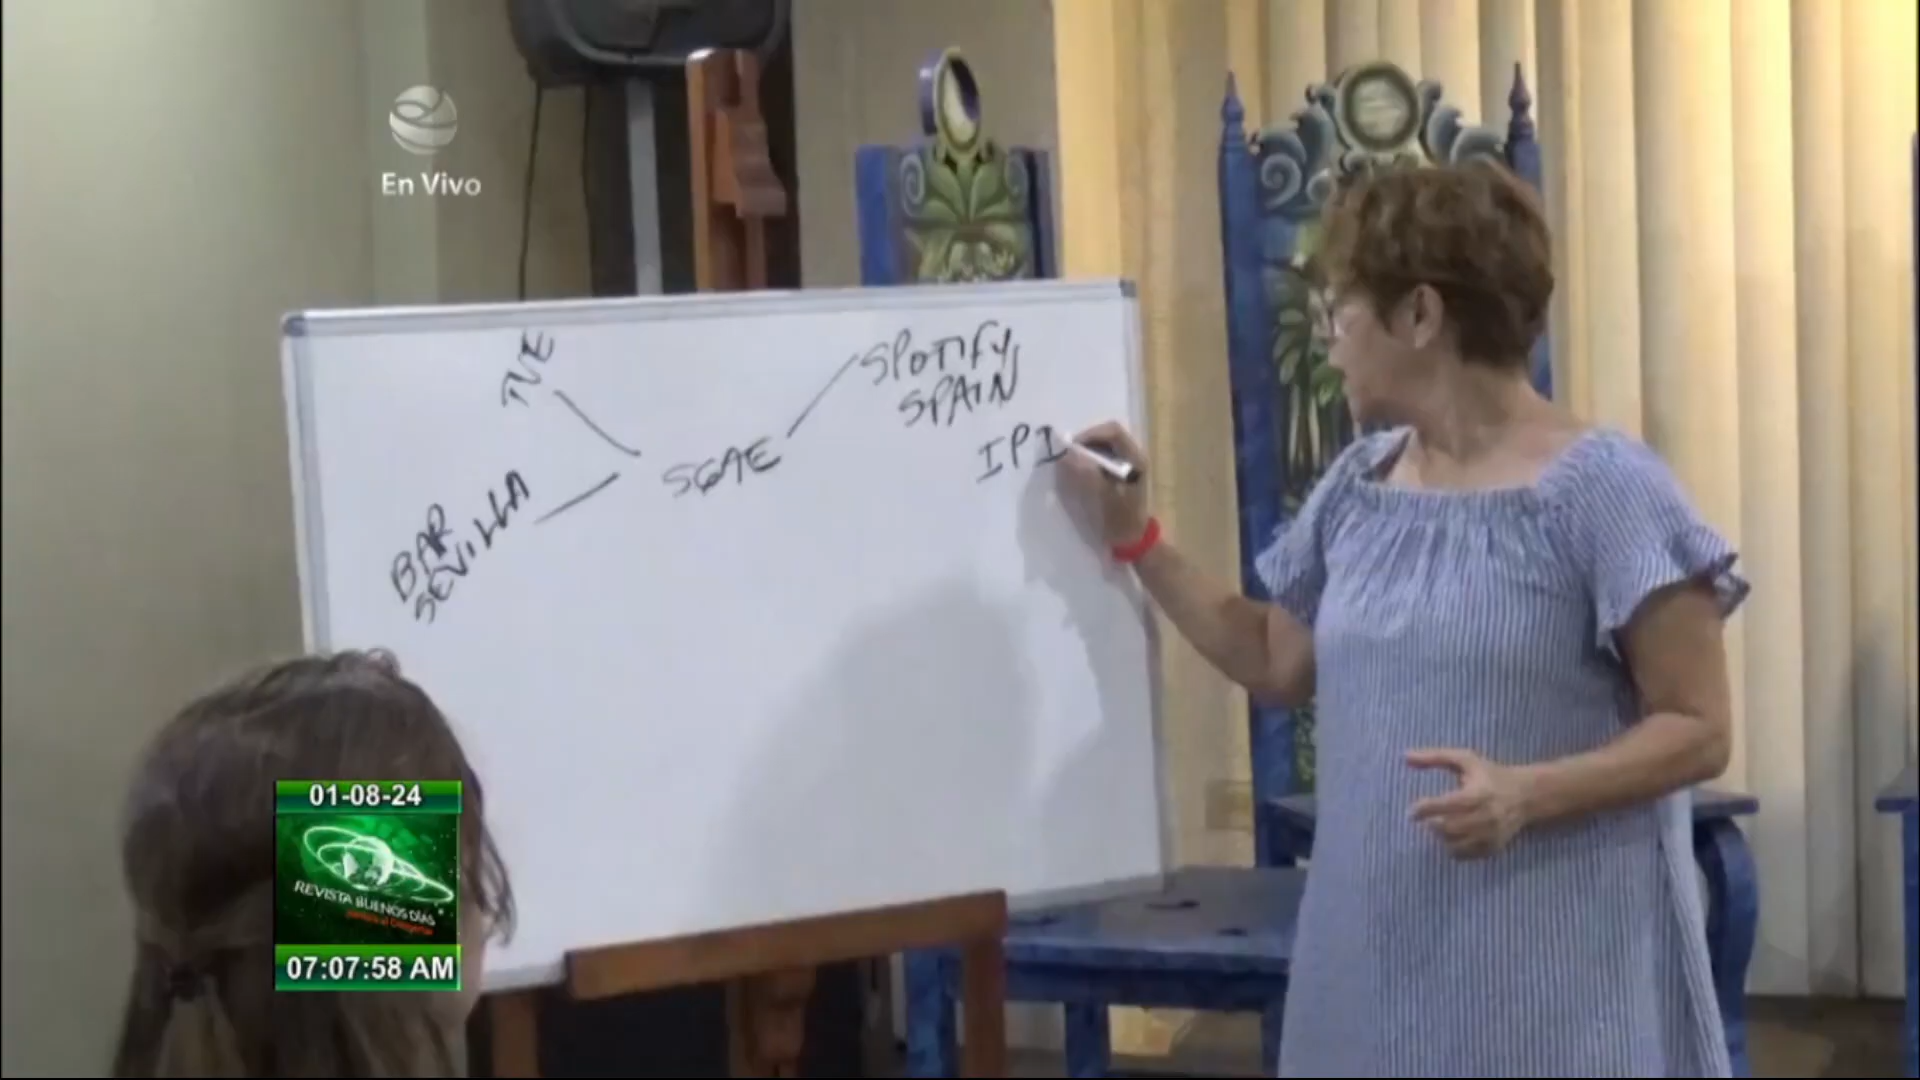 En Vivo
TVE
SPOTIFY
SPAIN
IPI
SGAE
BAR
SEVILLA
01-08-24
REVISTA BUENOS DÍAS
07:07:58 AM